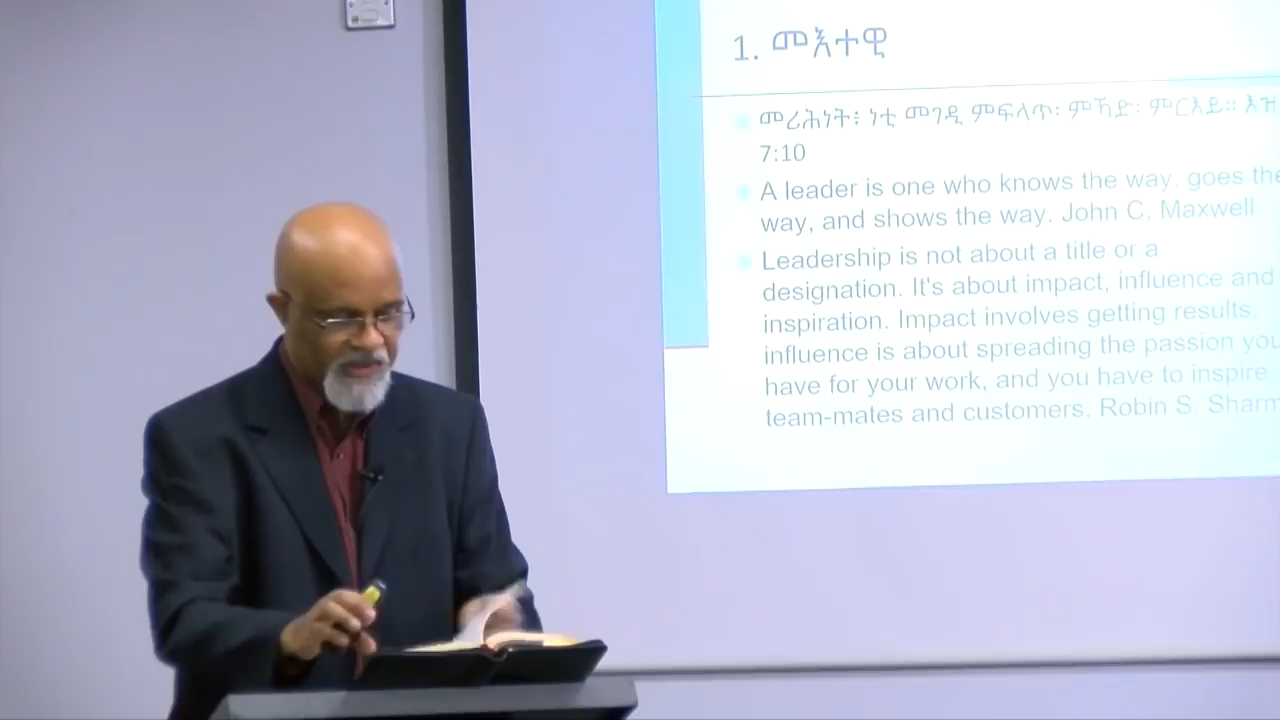 1. መእተዊ
መሪሕነት፥ ነቲ መገዲ ምፍላጥ፡ ምኻድ፡ ምርኣይ። እዝ
7:10
A leader is one who knows the way, goes the
way, and shows the way. John C. Maxwell
Leadership is not about a title or a
designation. It's about impact, influence and
inspiration. Impact involves getting results,
influence is about spreading the passion you
have for your work, and you have to inspire
team-mates and customers. Robin S. Sharm